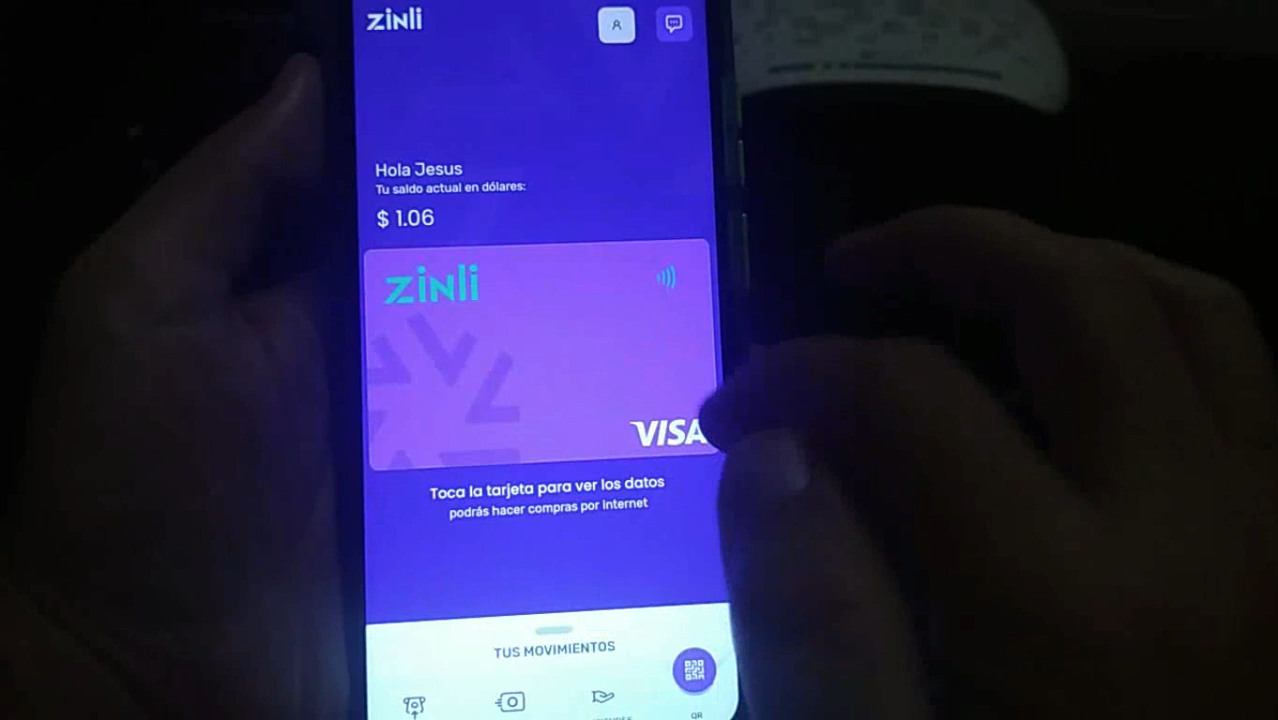 ZINLI
Hola Jesus
Tu saldo actual en dólares:
$ 1.06
ZINLI
VISA
Toca la tarjeta para ver los datos
podrás hacer compras por internet
TUS MOVIMIENTOS
QR